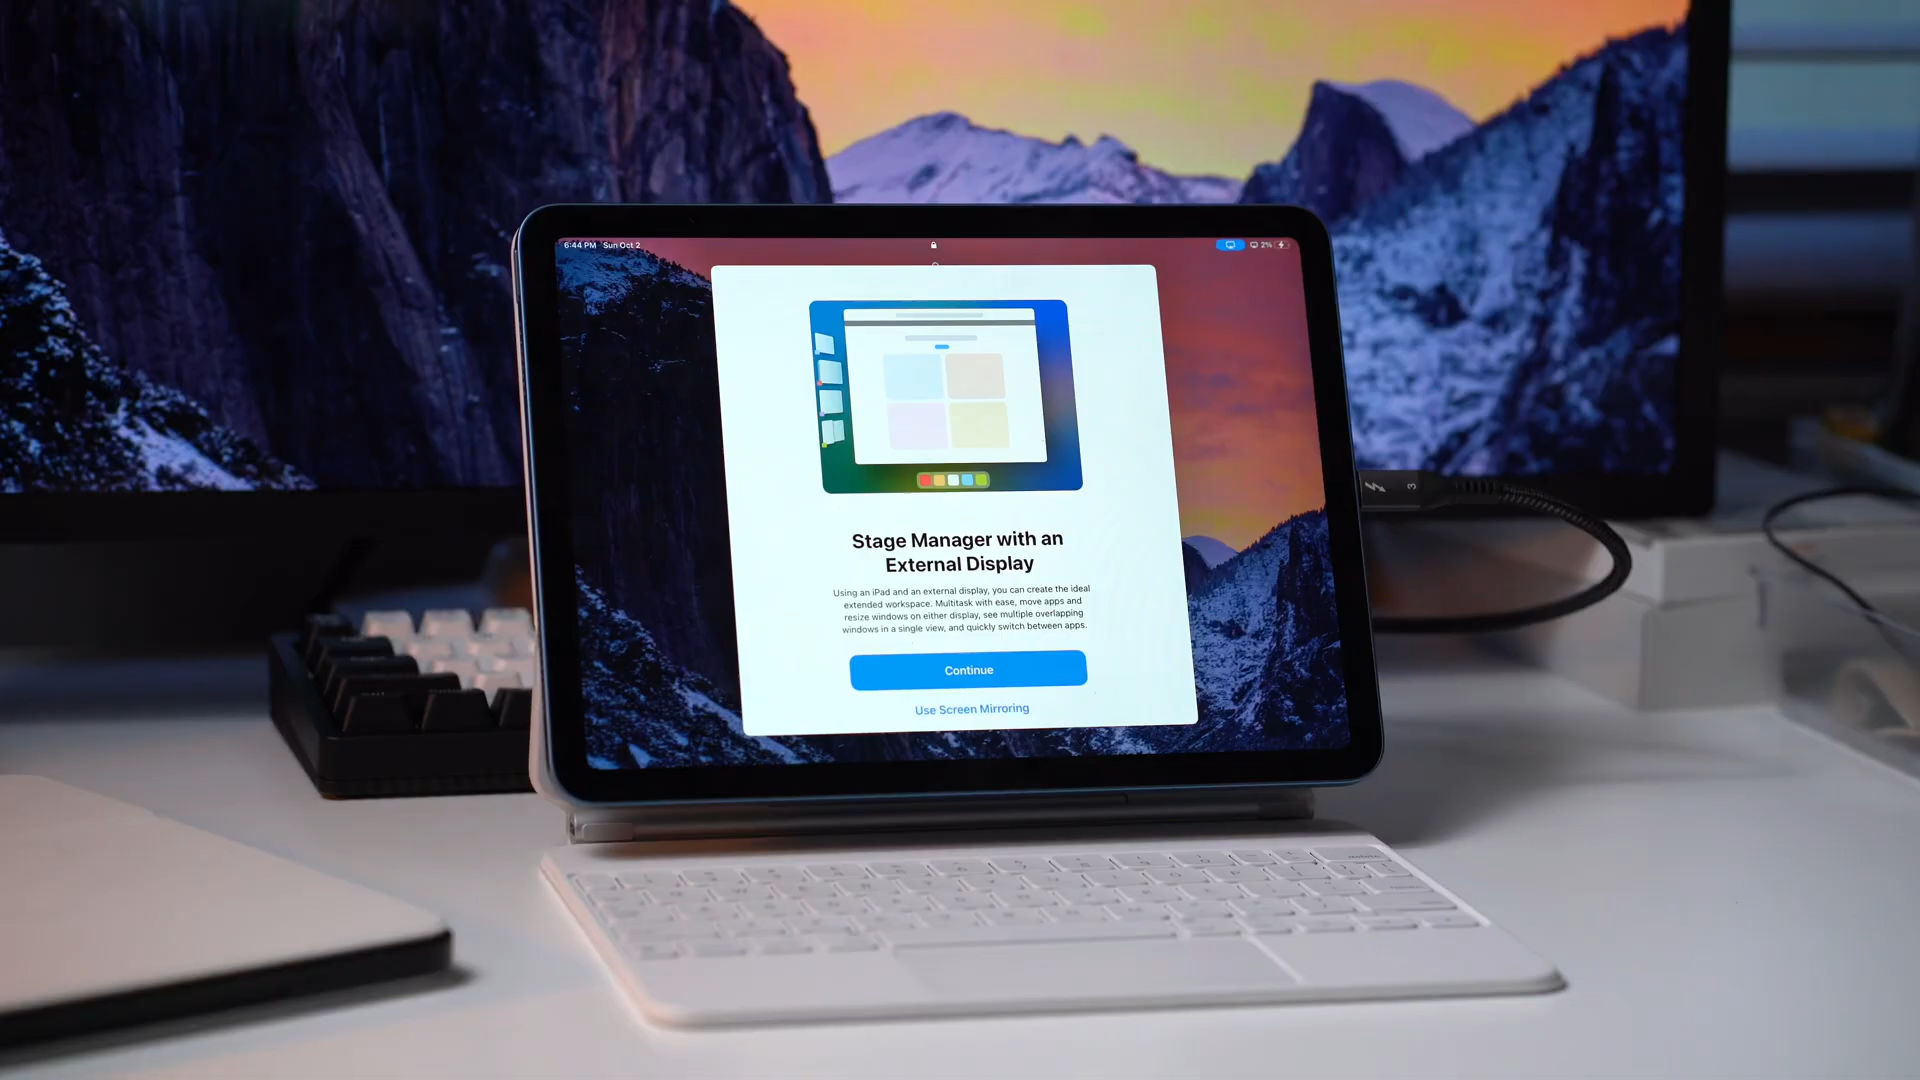 6:44 PM Sun Oct 2
2%
Stage Manager with an
External Display
Using an iPad and an external display, you can create the ideal
extended workspace. Multitask with ease, move apps and
resize windows on either display, see multiple overlapping
windows in a single view, and quickly switch between apps.
Continue
Use Screen Mirroring
3